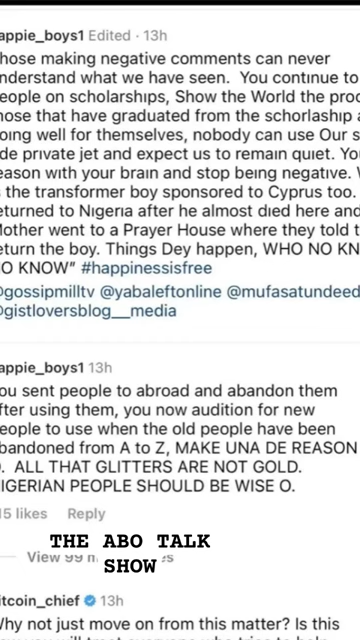 appie_boys1 Edited · 13h
hose making negative comments can never
nderstand what we have seen. You continue to
eople on scholarships, Show the World the proo
hose that have graduated from the schorlaship a
oing well for themselves, nobody can use Our s
ide private jet and expect us to remain quiet. You
eason with your brain and stop being negative. W
s the transformer boy sponsored to Cyprus too.
eturned to Nigeria after he almost died here and
Mother went to a Prayer House where they told t
eturn the boy. Things Dey happen, WHO NO KN
NO KNOW" #happinessisfree
@gossipmilltv @yabaleftonline @mufasatundeed
@gistloversblog__media
appie_boys1 13h
ou sent people to abroad and abandon them
fter using them, you now audition for new
eople to use when the old people have been
bandoned from A to Z, MAKE UNA DE REASON
O. ALL THAT GLITTERS ARE NOT GOLD.
NIGERIAN PEOPLE SHOULD BE WISE O.
15 likes Reply
THE ABO TALK
View 99
SHOW
itcoin_chief 13h
Why not just move on from this matter? Is this